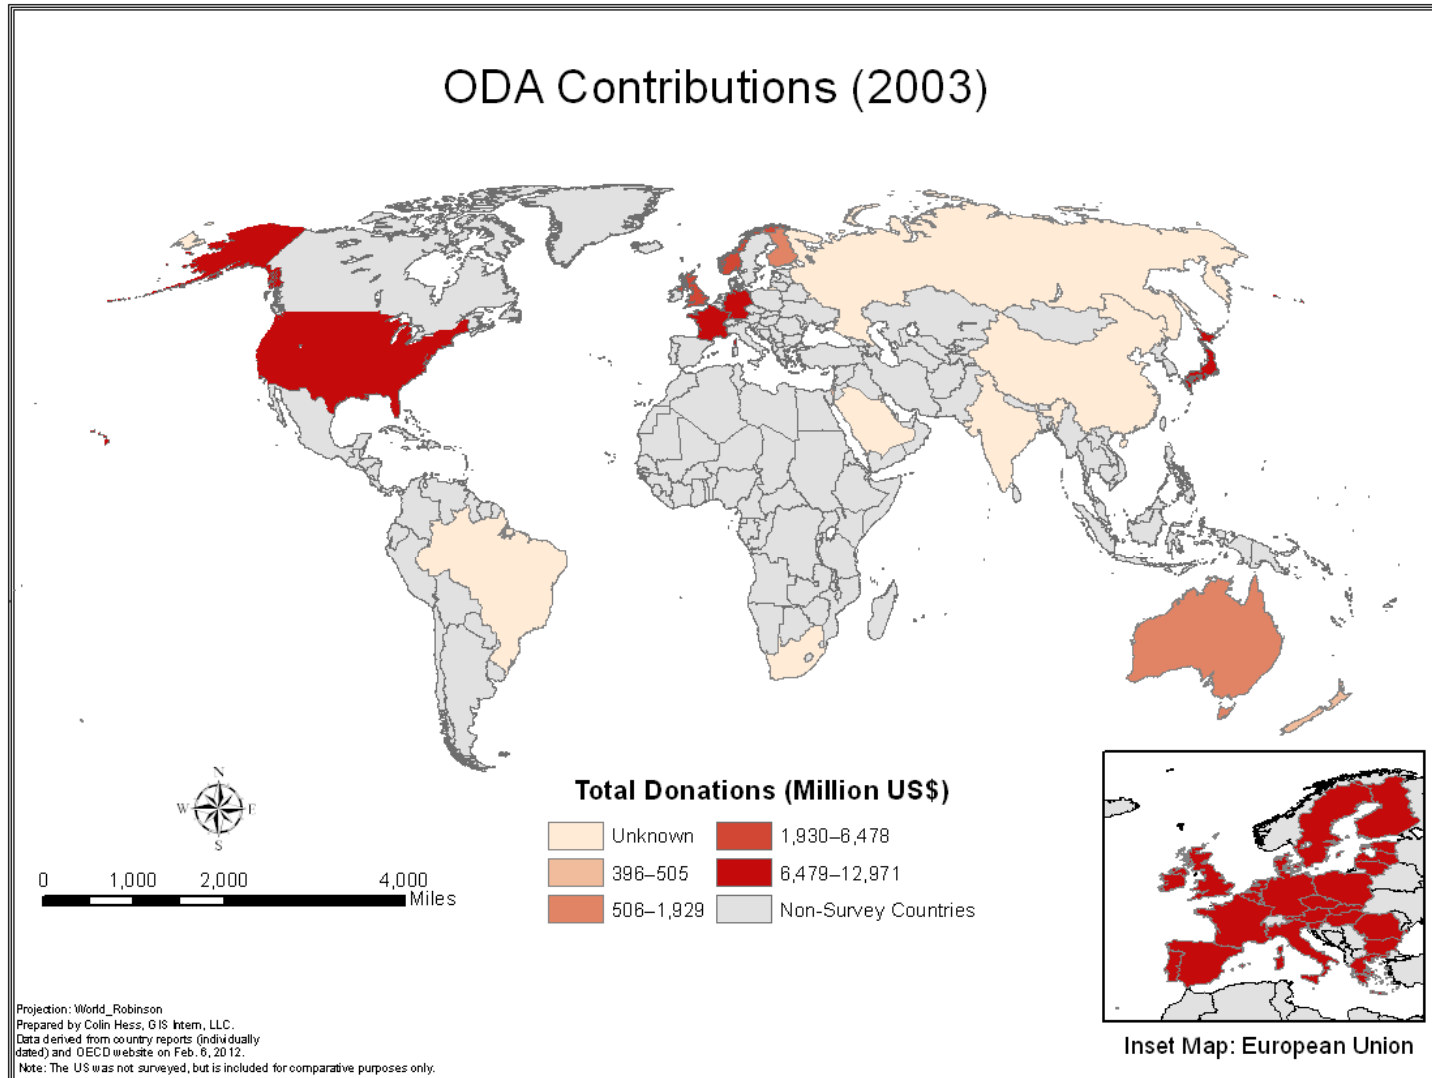 ODA Contributions (2003)
N
W E
S
0 1,000 2,000 4,000
Miles
Total Donations (Million US$)
Unknown
396–505
506–1,929
1,930–6,478
6,479–12,971
Non-Survey Countries
Projection: World_Robinson
Prepared by Colin Hess, GIS Intern, LLC.
Data derived from country reports (individually
dated) and OECD website on Feb. 6, 2012.
Note: The US was not surveyed, but is included for comparative purposes only.
Inset Map: European Union